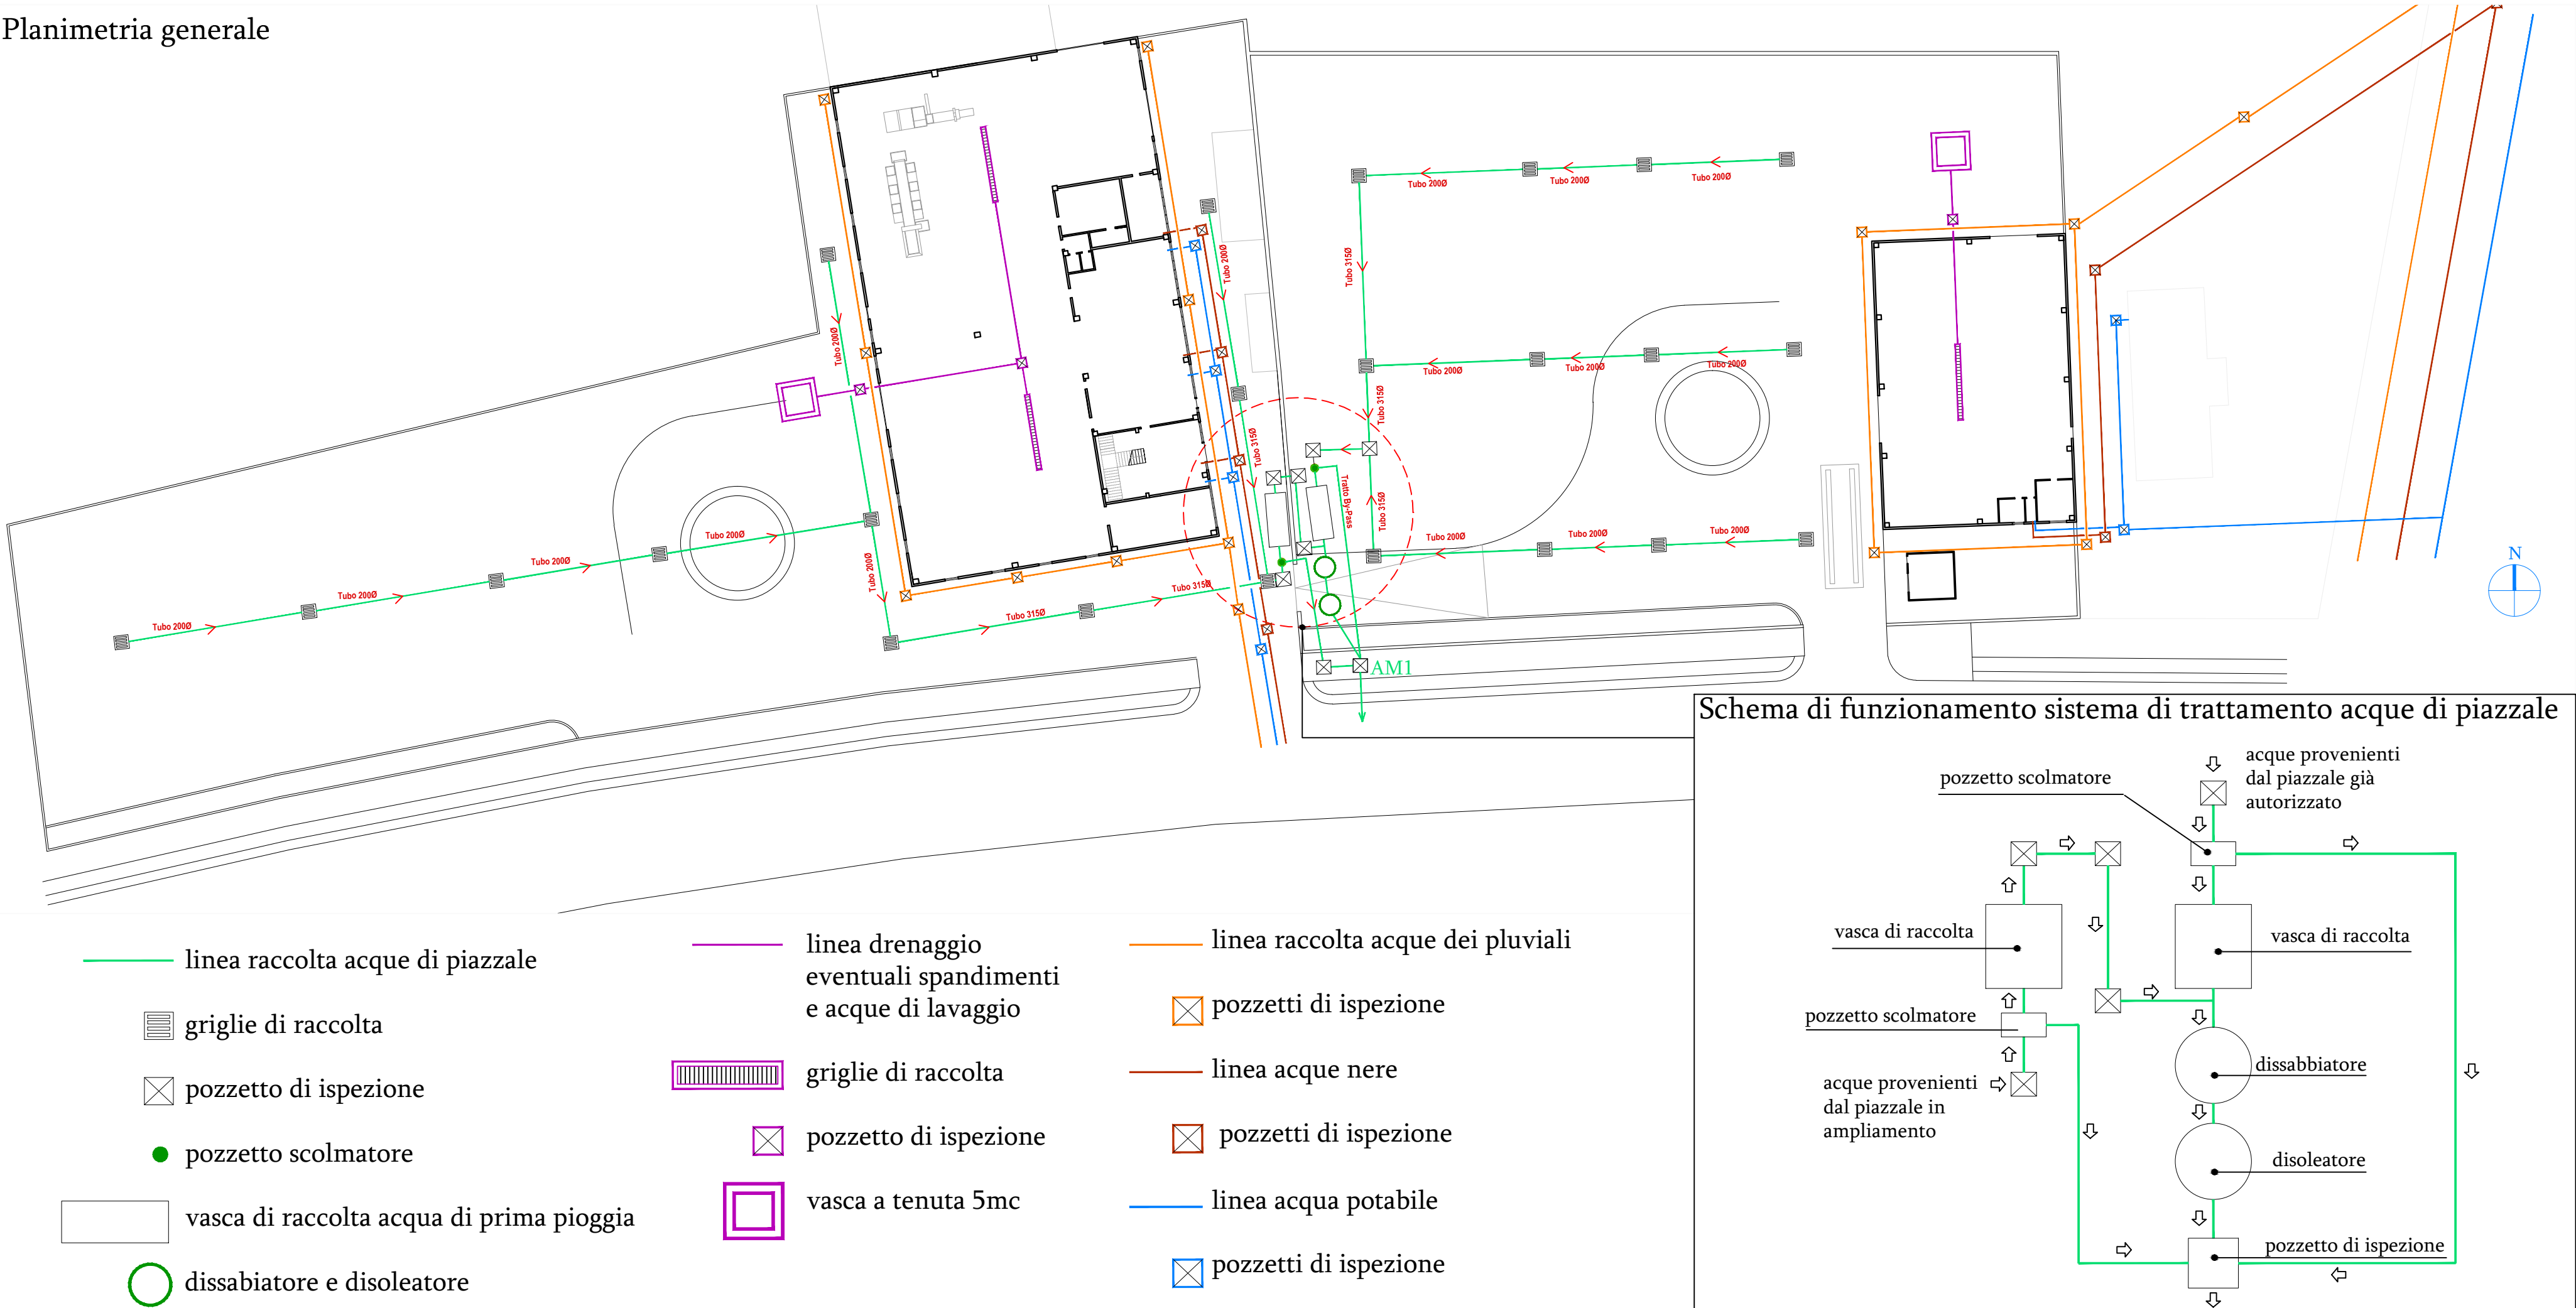 Planimetria generale
Tubo 200Ø
Tubo 200Ø
Tubo 200Ø
Tubo 200Ø
Tubo 315Ø
Tubo 200Ø
Tubo 200Ø
Tubo 200Ø
Tubo 200Ø
Tubo 315Ø
Tubo 315Ø
Tubo 200Ø
Tratto By-Pass
Tubo 315Ø
Tubo 200Ø
Tubo 200Ø
Tubo 200Ø
Tubo 200Ø
Tubo 200Ø
Tubo 200Ø
Tubo 200Ø
Tubo 200Ø
Tubo 200Ø
Tubo 315Ø
Tubo 315Ø
N
AM1
Schema di funzionamento sistema di trattamento acque di piazzale
acque provenienti
dal piazzale già
autorizzato
pozzetto scolmatore
vasca di raccolta
vasca di raccolta
pozzetto scolmatore
dissabbiatore
acque provenienti
dal piazzale in
ampliamento
disoleatore
pozzetto di ispezione
linea raccolta acque di piazzale
griglie di raccolta
pozzetto di ispezione
pozzetto scolmatore
vasca di raccolta acqua di prima pioggia
dissabiatore e disoleatore
linea drenaggio
eventuali spandimenti
e acque di lavaggio
griglie di raccolta
pozzetto di ispezione
vasca a tenuta 5mc
linea raccolta acque dei pluviali
pozzetti di ispezione
linea acque nere
pozzetti di ispezione
linea acqua potabile
pozzetti di ispezione